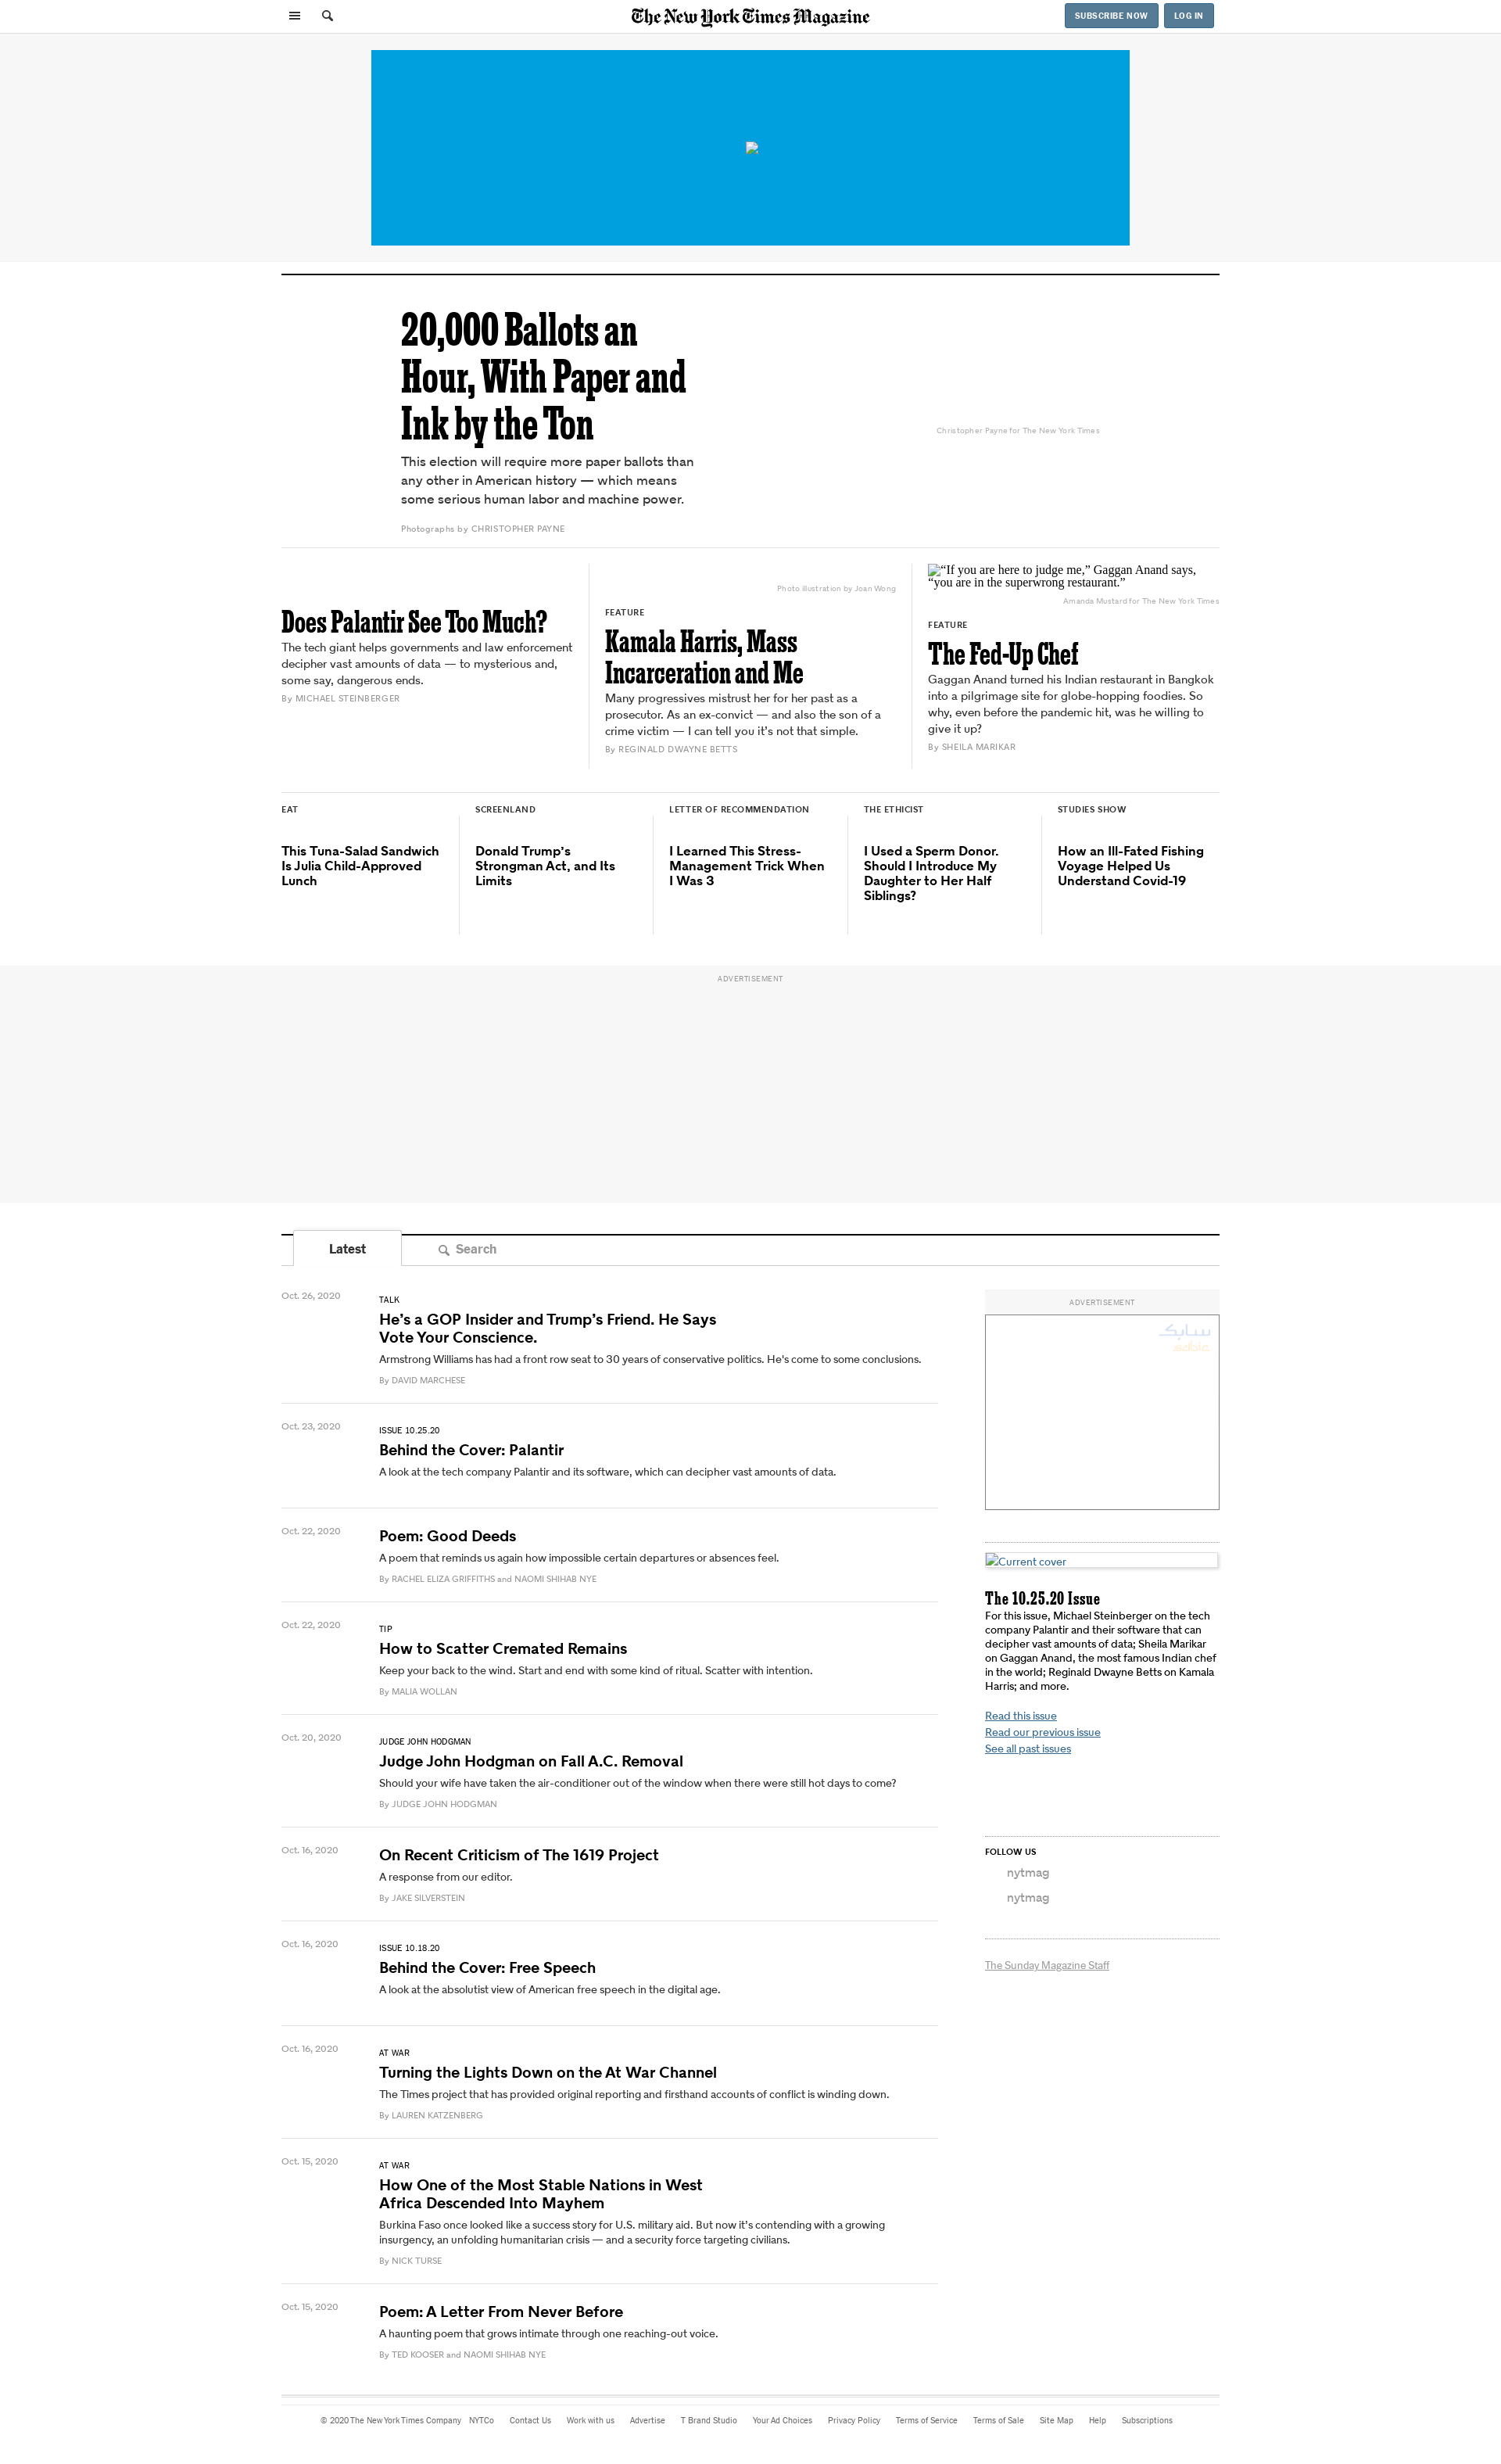 The New York Times Magazine
SUBSCRIBE NOW
LOG IN
20,000 Ballots an
Hour, With Paper and
Ink by the Ton
This election will require more paper ballots than
any other in American history — which means
some serious human labor and machine power.
Photographs by CHRISTOPHER PAYNE
Christopher Payne for The New York Times
Does Palantir See Too Much?
The tech giant helps governments and law enforcement
decipher vast amounts of data — to mysterious and,
some say, dangerous ends.
By MICHAEL STEINBERGER
Photo illustration by Joan Wong
FEATURE
Kamala Harris, Mass
Incarceration and Me
Many progressives mistrust her for her past as a
prosecutor. As an ex-convict — and also the son of a
crime victim — I can tell you it’s not that simple.
By REGINALD DWAYNE BETTS
“If you are here to judge me,” Gaggan Anand says,
“you are in the superwrong restaurant.”
Amanda Mustard for The New York Times
FEATURE
The Fed-Up Chef
Gaggan Anand turned his Indian restaurant in Bangkok
into a pilgrimage site for globe-hopping foodies. So
why, even before the pandemic hit, was he willing to
give it up?
By SHEILA MARIKAR
EAT
This Tuna-Salad Sandwich
Is Julia Child-Approved
Lunch
SCREENLAND
Donald Trump’s
Strongman Act, and Its
Limits
LETTER OF RECOMMENDATION
I Learned This Stress-
Management Trick When
I Was 3
THE ETHICIST
I Used a Sperm Donor.
Should I Introduce My
Daughter to Her Half
Siblings?
STUDIES SHOW
How an Ill-Fated Fishing
Voyage Helped Us
Understand Covid-19
ADVERTISEMENT
Latest
Search
Oct. 26, 2020
TALK
He’s a GOP Insider and Trump’s Friend. He Says
Vote Your Conscience.
Armstrong Williams has had a front row seat to 30 years of conservative politics. He's come to some conclusions.
By DAVID MARCHESE
Oct. 23, 2020
ISSUE 10.25.20
Behind the Cover: Palantir
A look at the tech company Palantir and its software, which can decipher vast amounts of data.
Oct. 22, 2020
Poem: Good Deeds
A poem that reminds us again how impossible certain departures or absences feel.
By RACHEL ELIZA GRIFFITHS and NAOMI SHIHAB NYE
Oct. 22, 2020
TIP
How to Scatter Cremated Remains
Keep your back to the wind. Start and end with some kind of ritual. Scatter with intention.
By MALIA WOLLAN
Oct. 20, 2020
JUDGE JOHN HODGMAN
Judge John Hodgman on Fall A.C. Removal
Should your wife have taken the air-conditioner out of the window when there were still hot days to come?
By JUDGE JOHN HODGMAN
Oct. 16, 2020
On Recent Criticism of The 1619 Project
A response from our editor.
By JAKE SILVERSTEIN
Oct. 16, 2020
ISSUE 10.18.20
Behind the Cover: Free Speech
A look at the absolutist view of American free speech in the digital age.
Oct. 16, 2020
AT WAR
Turning the Lights Down on the At War Channel
The Times project that has provided original reporting and firsthand accounts of conflict is winding down.
By LAUREN KATZENBERG
Oct. 15, 2020
AT WAR
How One of the Most Stable Nations in West
Africa Descended Into Mayhem
Burkina Faso once looked like a success story for U.S. military aid. But now it’s contending with a growing
insurgency, an unfolding humanitarian crisis — and a security force targeting civilians.
By NICK TURSE
Oct. 15, 2020
Poem: A Letter From Never Before
A haunting poem that grows intimate through one reaching-out voice.
By TED KOOSER and NAOMI SHIHAB NYE
ADVERTISEMENT
سابك
sabic
Current cover
The 10.25.20 Issue
For this issue, Michael Steinberger on the tech
company Palantir and their software that can
decipher vast amounts of data; Sheila Marikar
on Gaggan Anand, the most famous Indian chef
in the world; Reginald Dwayne Betts on Kamala
Harris; and more.
Read this issue
Read our previous issue
See all past issues
FOLLOW US
nytmag
nytmag
The Sunday Magazine Staff
© 2020 The New York Times Company NYTCo Contact Us Work with us Advertise T Brand Studio Your Ad Choices Privacy Policy Terms of Service Terms of Sale Site Map Help Subscriptions